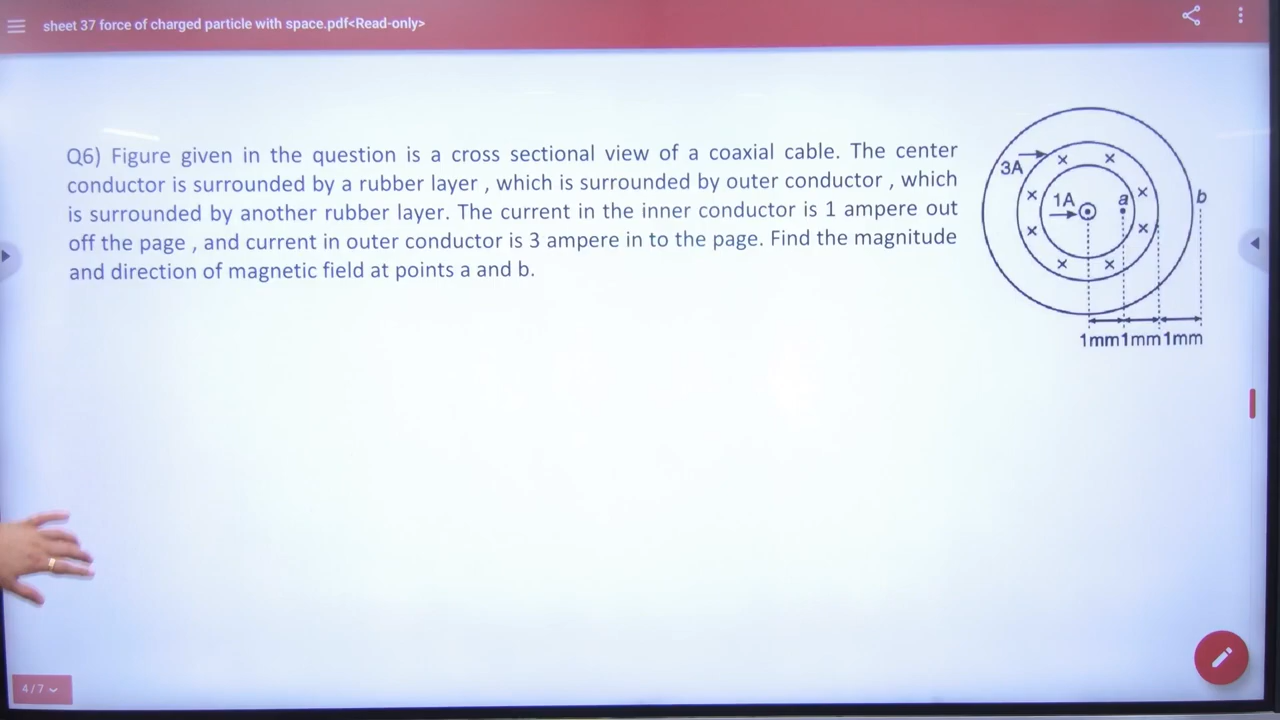 sheet 37 force of charged particle with space.pdf<Read-only>
Q6) Figure given in the question is a cross sectional view of a coaxial cable. The center
conductor is surrounded by a rubber layer , which is surrounded by outer conductor , which
is surrounded by another rubber layer. The current in the inner conductor is 1 ampere out
off the page , and current in outer conductor is 3 ampere in to the page. Find the magnitude
and direction of magnetic field at points a and b.
3A
1A
a
b
1mm1mm1mm
4/7